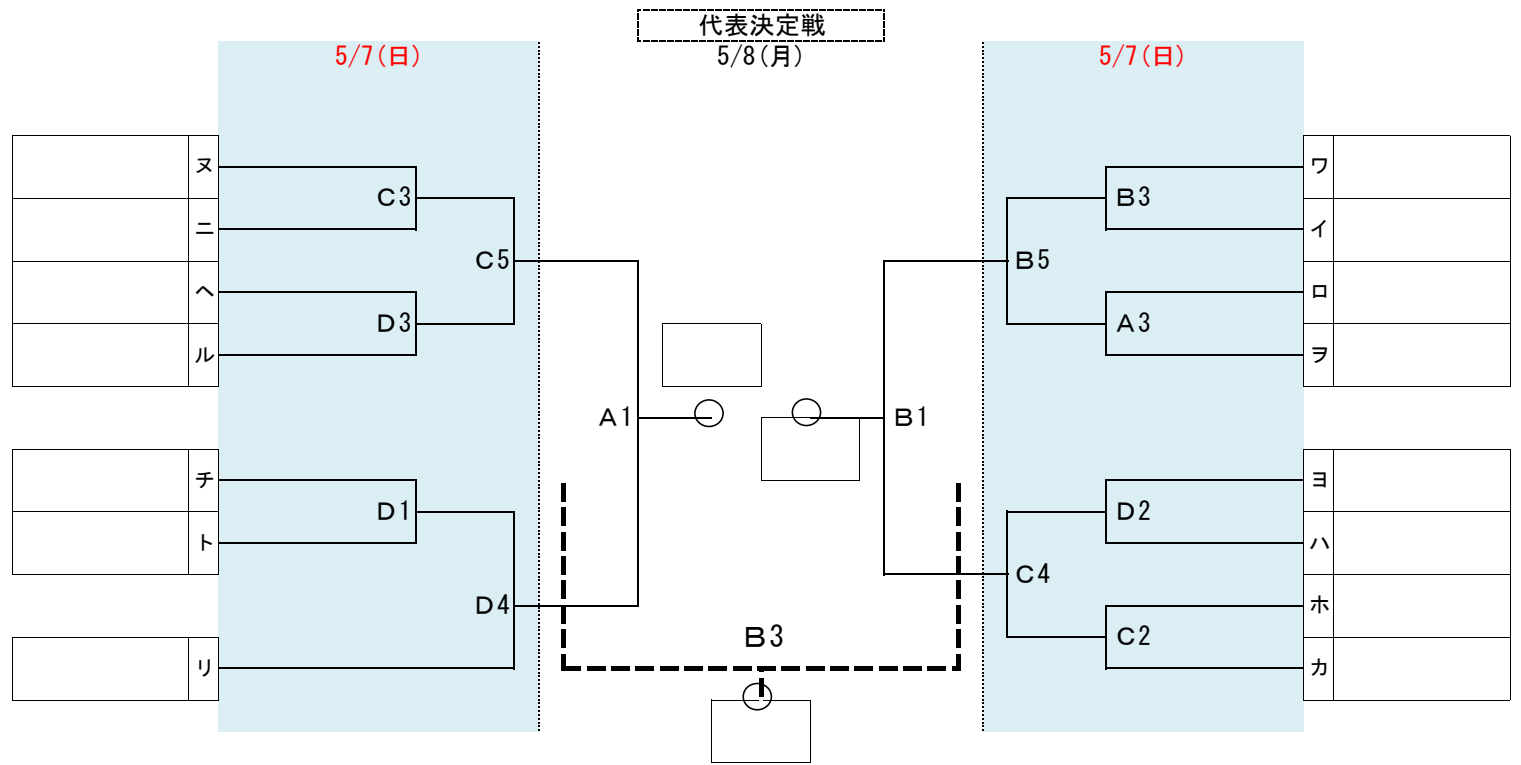 代表決定戦
5/7(日)
5/8(月)
5/7(日)
ヌ
C3
ニ
C5
ヘ
D3
ル
A1
チ
D1
ト
D4
リ
ワ
B3
イ
B5
ロ
A3
ヲ
B1
ヨ
D2
ハ
C4
ホ
C2
カ
B3